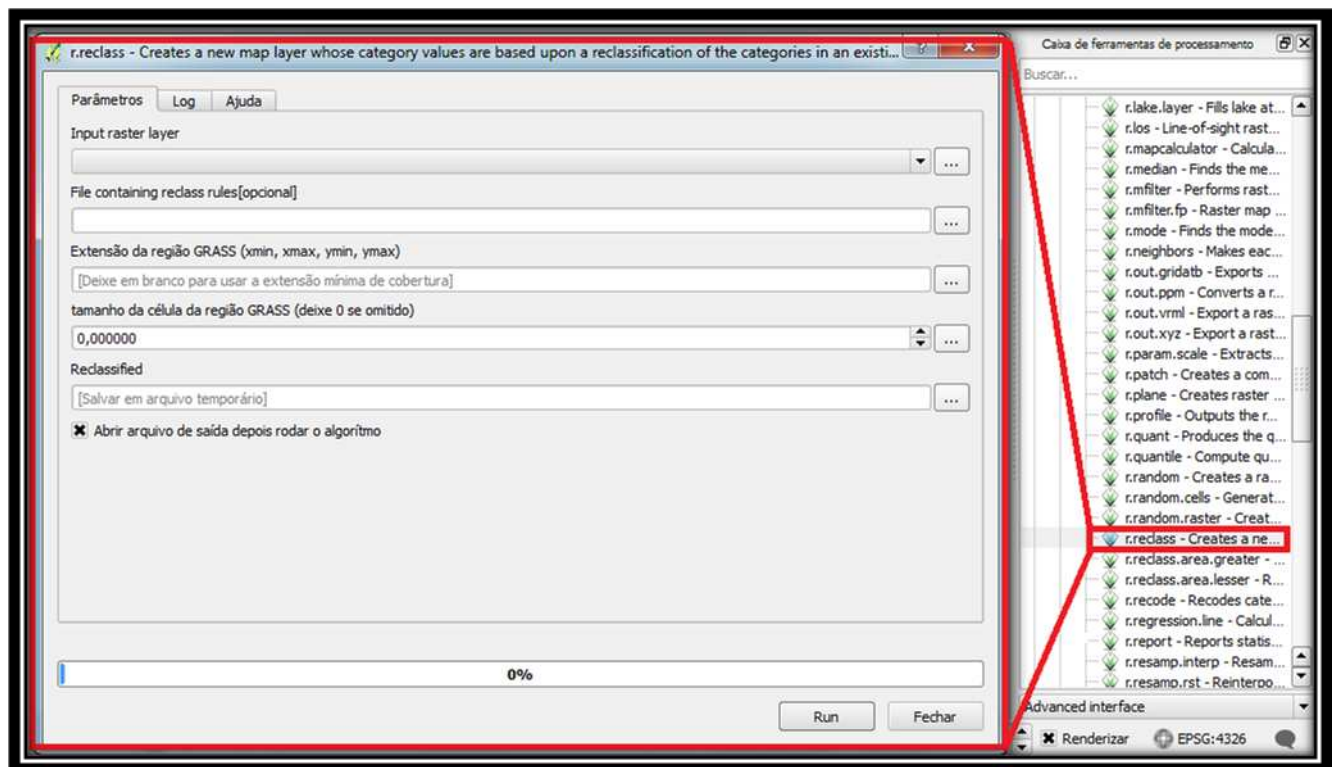 r.reclass - Creates a new map layer whose category values are based upon a reclassification of the categories in an existi...
Parâmetros
Log
Ajuda
Input raster layer
...
File containing reclass rules[opcional]
...
Extensão da região GRASS (xmin, xmax, ymin, ymax)
[Deixe em branco para usar a extensão mínima de cobertura]
...
tamanho da célula da região GRASS (deixe 0 se omitido)
0,000000
...
Reclassified
[Salvar em arquivo temporário]
...
Abrir arquivo de saída depois rodar o algorítmo
0%
Run
Fechar
Caixa de ferramentas de processamento
Buscar...
r.lake.layer - Fills lake at...
r.los - Line-of-sight rast...
r.mapcalculator - Calcula...
r.median - Finds the me...
r.mfilter - Performs rast...
r.mfilter.fp - Raster map ...
r.mode - Finds the mode...
r.neighbors - Makes eac...
r.out.gridatb - Exports ...
r.out.ppm - Converts a r...
r.out.vrml - Export a ras...
r.out.xyz - Export a rast...
r.param.scale - Extracts...
r.patch - Creates a com...
r.plane - Creates raster ...
r.profile - Outputs the r...
r.quant - Produces the q...
r.quantile - Compute qu...
r.random - Creates a ra...
r.random.cells - Generat...
r.random.raster - Creat...
r.reclass - Creates a ne...
r.reclass.area.greater - ...
r.reclass.area.lesser - R...
r.recode - Recodes cate...
r.regression.line - Calcul...
r.report - Reports statis...
r.resamp.interp - Resam...
r.resamp.rst - Reinterpo...
Advanced interface
Renderizar
EPSG:4326